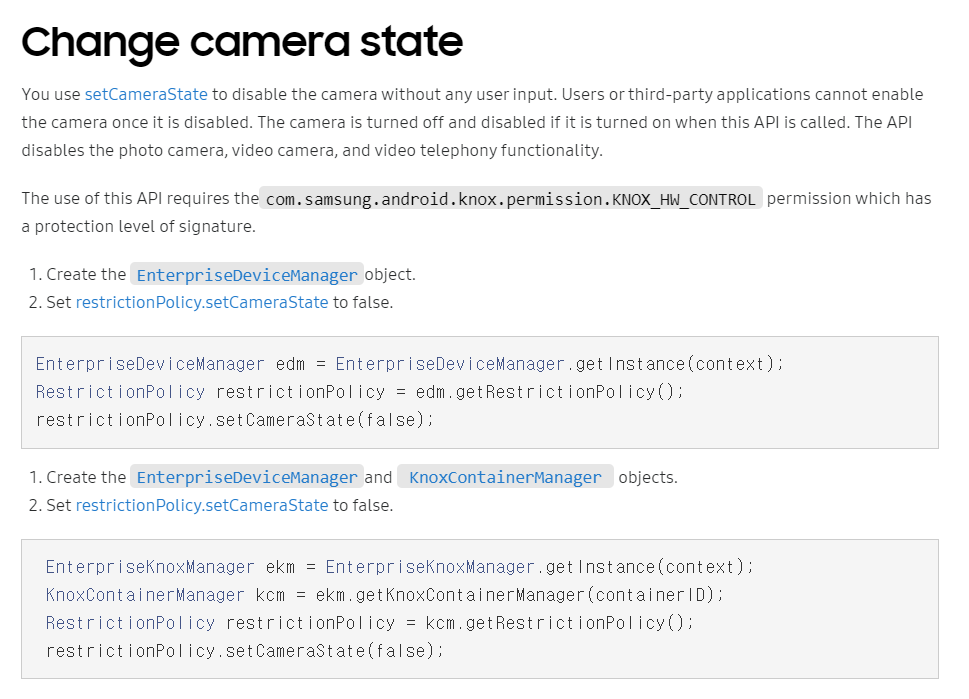 Change camera state
You use setCameraState to disable the camera without any user input. Users or third-party applications cannot enable
the camera once it is disabled. The camera is turned off and disabled if it is turned on when this API is called. The API
disables the photo camera, video camera, and video telephony functionality.
The use of this API requires the com.samsung.android.knox.permission.KNOX_HW_CONTROL permission which has
a protection level of signature.
1. Create the EnterpriseDeviceManager object.
2. Set restrictionPolicy.setCameraState to false.
EnterpriseDeviceManager edm = EnterpriseDeviceManager.getInstance(context);
RestrictionPolicy restrictionPolicy = edm.getRestrictionPolicy();
restrictionPolicy.setCameraState(false);
1. Create the EnterpriseDeviceManager and KnoxContainerManager objects.
2. Set restrictionPolicy.setCameraState to false.
EnterpriseKnoxManager ekm = EnterpriseKnoxManager.getInstance(context);
KnoxContainerManager kcm = ekm.getKnoxContainerManager(containerID);
RestrictionPolicy restrictionPolicy = kcm.getRestrictionPolicy();
restrictionPolicy.setCameraState(false);